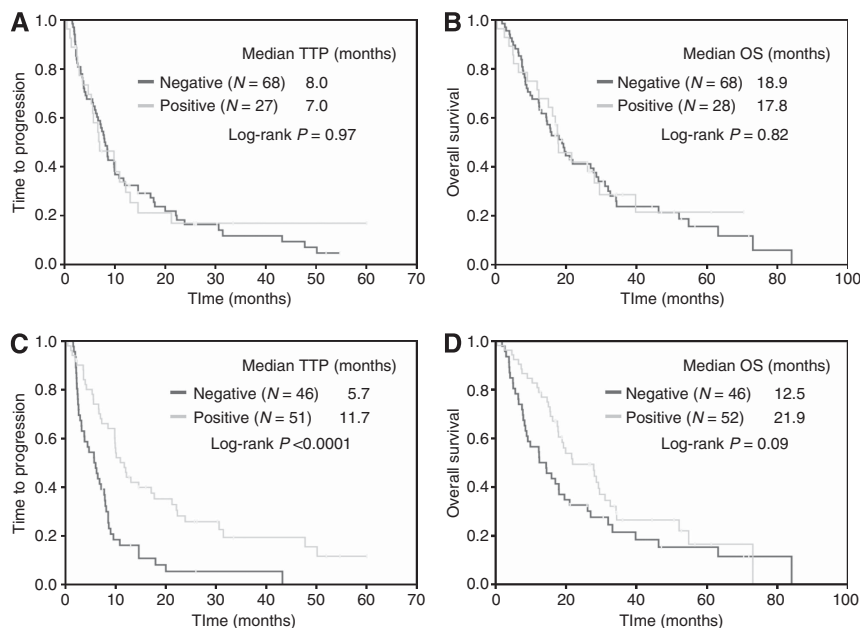 A
Median TTP (months)
Negative (N = 68) 8.0
Positive (N = 27) 7.0
Log-rank P = 0.97
Time to progression
1.0
0.8
0.6
0.4
0.2
0.0
0 10 20 30 40 50 60 70
TIme (months)
B
Median OS (months)
Negative (N = 68) 18.9
Positive (N = 28) 17.8
Log-rank P = 0.82
Overall survival
1.0
0.8
0.6
0.4
0.2
0.0
0 20 40 60 80 100
TIme (months)
C
Median TTP (months)
Negative (N = 46) 5.7
Positive (N = 51) 11.7
Log-rank P <0.0001
Time to progression
1.0
0.8
0.6
0.4
0.2
0.0
0 10 20 30 40 50 60 70
TIme (months)
D
Median OS (months)
Negative (N = 46) 12.5
Positive (N = 52) 21.9
Log-rank P = 0.09
Overall survival
1.0
0.8
0.6
0.4
0.2
0.0
0 20 40 60 80 100
TIme (months)